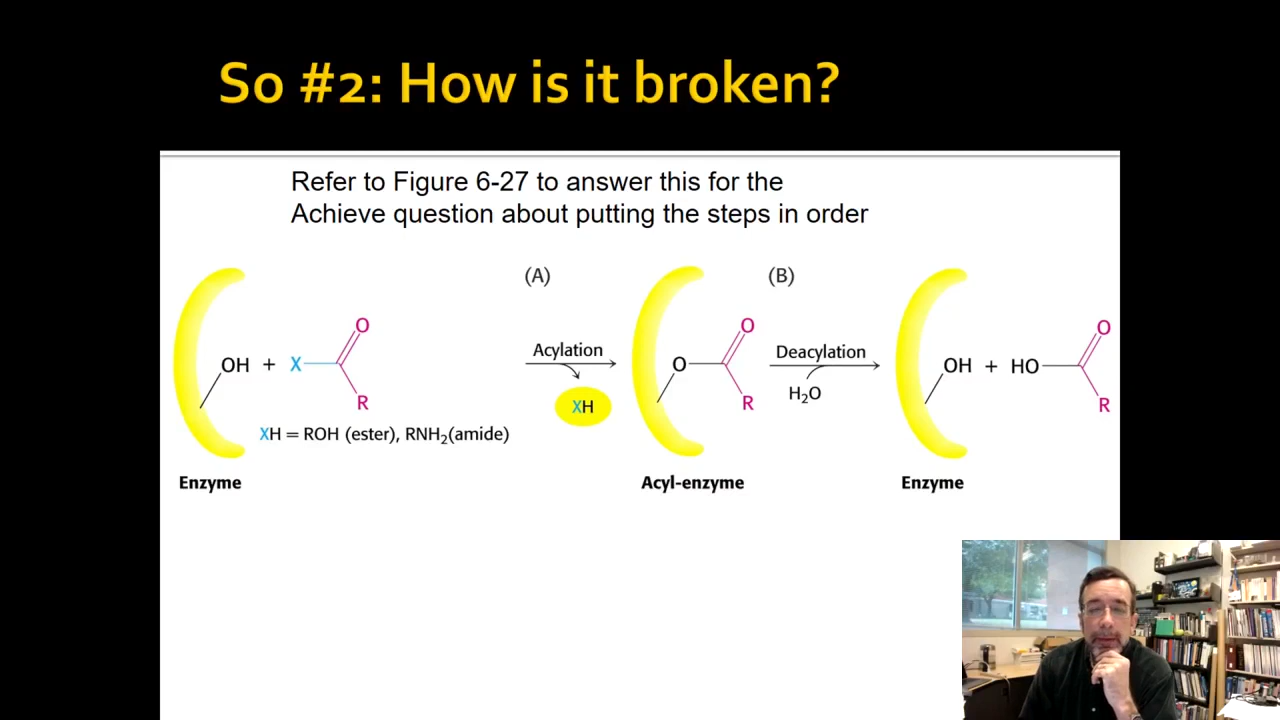 So #2: How is it broken?
Refer to Figure 6-27 to answer this for the
Achieve question about putting the steps in order
(A)
(B)
OH + X
O
R
XH = ROH (ester), RNH₂(amide)
Enzyme
Acylation
XH
O
O
R
Acyl-enzyme
Deacylation
H₂O
OH + HO
O
R
Enzyme